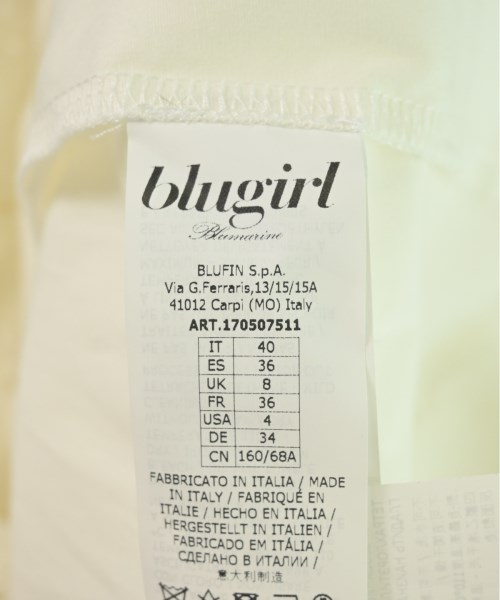 blugirl
Blumarine
BLUFIN S.p.A.
Via G.Ferraris,13/15/15A
41012 Carpi (MO) Italy
ART.170507511
IT 40
ES 36
UK 8
FR 36
USA 4
DE 34
CN 160/68A
FABBRICATO IN ITALIA / MADE
IN ITALY / FABRIQUÉ EN
ITALIE / HECHO EN ITALIA /
HERGESTELLT IN ITALIEN /
FABRICADO EM ITÁLIA /
СДЕЛАНО В ИТАЛИИ /
意大利制造